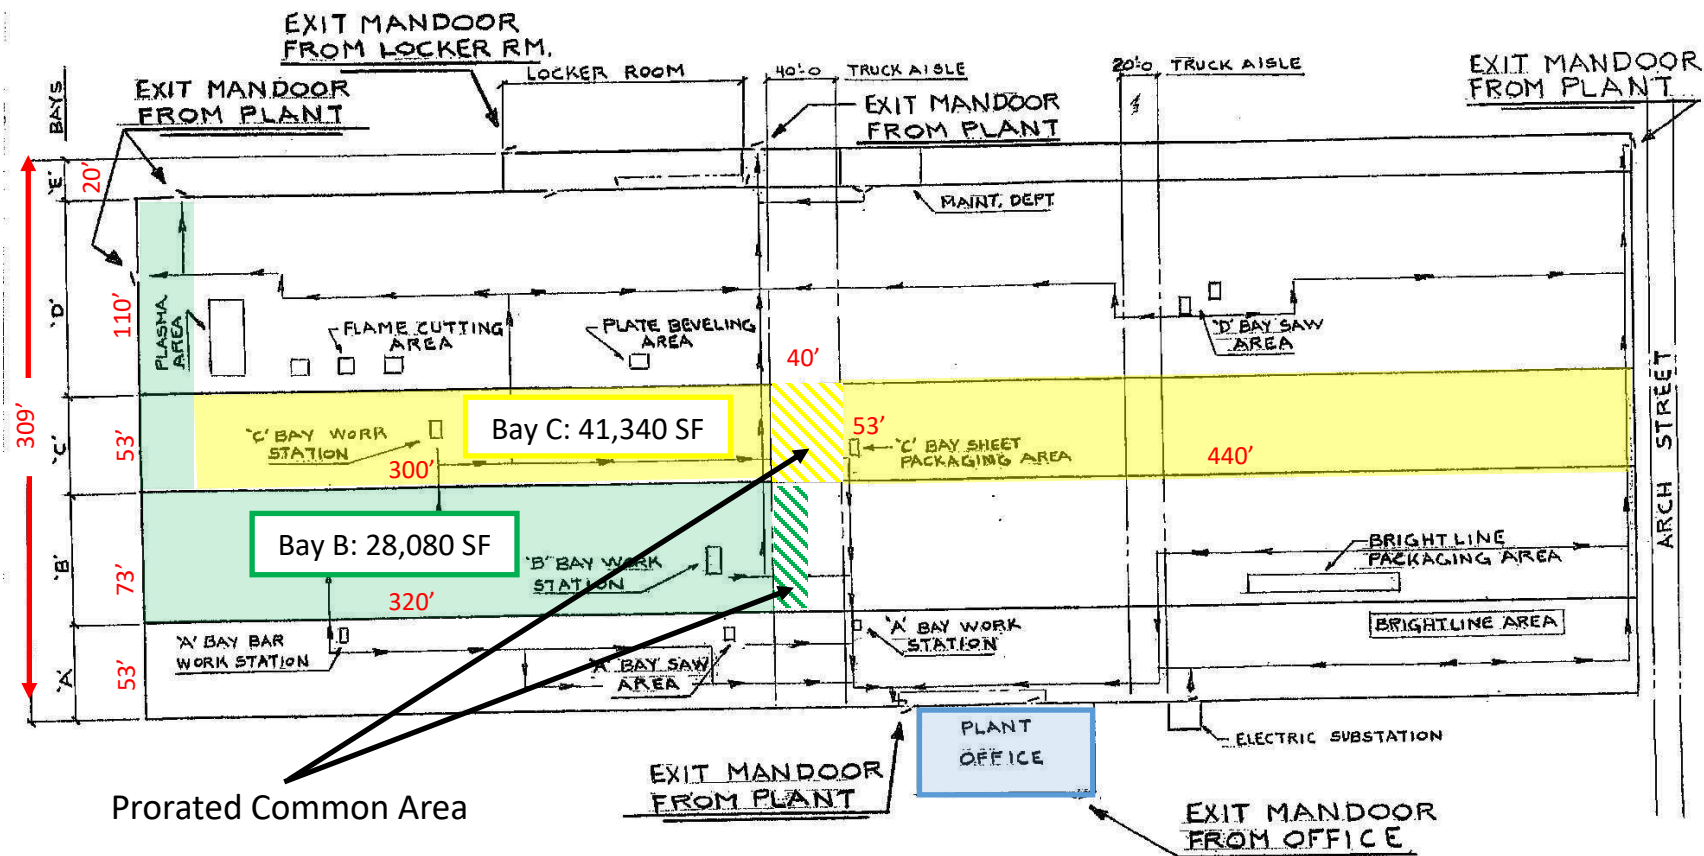 EXIT MANDOOR
FROM LOCKER RM.
BAYS
EXIT MANDOOR
FROM PLANT
LOCKER ROOM
40'-0
TRUCK AISLE
EXIT MANDOOR
FROM PLANT
20'-0
TRUCK AISLE
EXIT MANDOOR
FROM PLANT
'E'
20'
MAINT. DEPT
'D'
110'
PLASMA
AREA
FLAME CUTTING
AREA
PLATE BEVELING
AREA
40'
'D' BAY SAW
AREA
309'
'C'
53'
'C' BAY WORK
STATION
300'
Bay C: 41,340 SF
53'
'C' BAY SHEET
PACKAGING AREA
440'
ARCH STREET
'B'
73'
Bay B: 28,080 SF
'B' BAY WORK
STATION
320'
BRIGHT LINE
PACKAGING AREA
BRIGHTLINE AREA
'A'
53'
'A' BAY BAR
WORK STATION
'A' BAY SAW
AREA
'A' BAY WORK
STATION
PLANT
OFFICE
ELECTRIC SUBSTATION
EXIT MANDOOR
FROM PLANT
Prorated Common Area
EXIT MANDOOR
FROM OFFICE